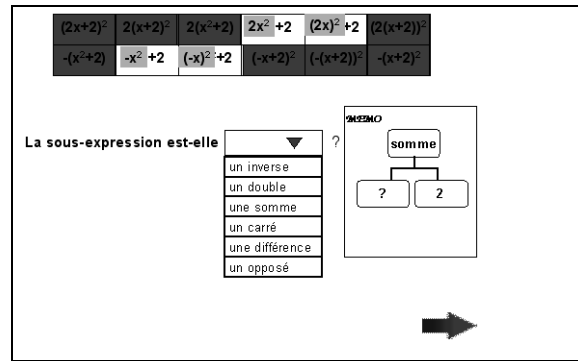 (2x+2)² 2(x+2)² 2(x²+2) 2x² +2 (2x)² +2 (2(x+2))²
-(x²+2) -x² +2 (-x)² +2 (-x+2)² (-(x+2))² -(x+2)²
MEMO
La sous-expression est-elle ?
somme
? 2
un inverse
un double
une somme
un carré
une différence
un opposé